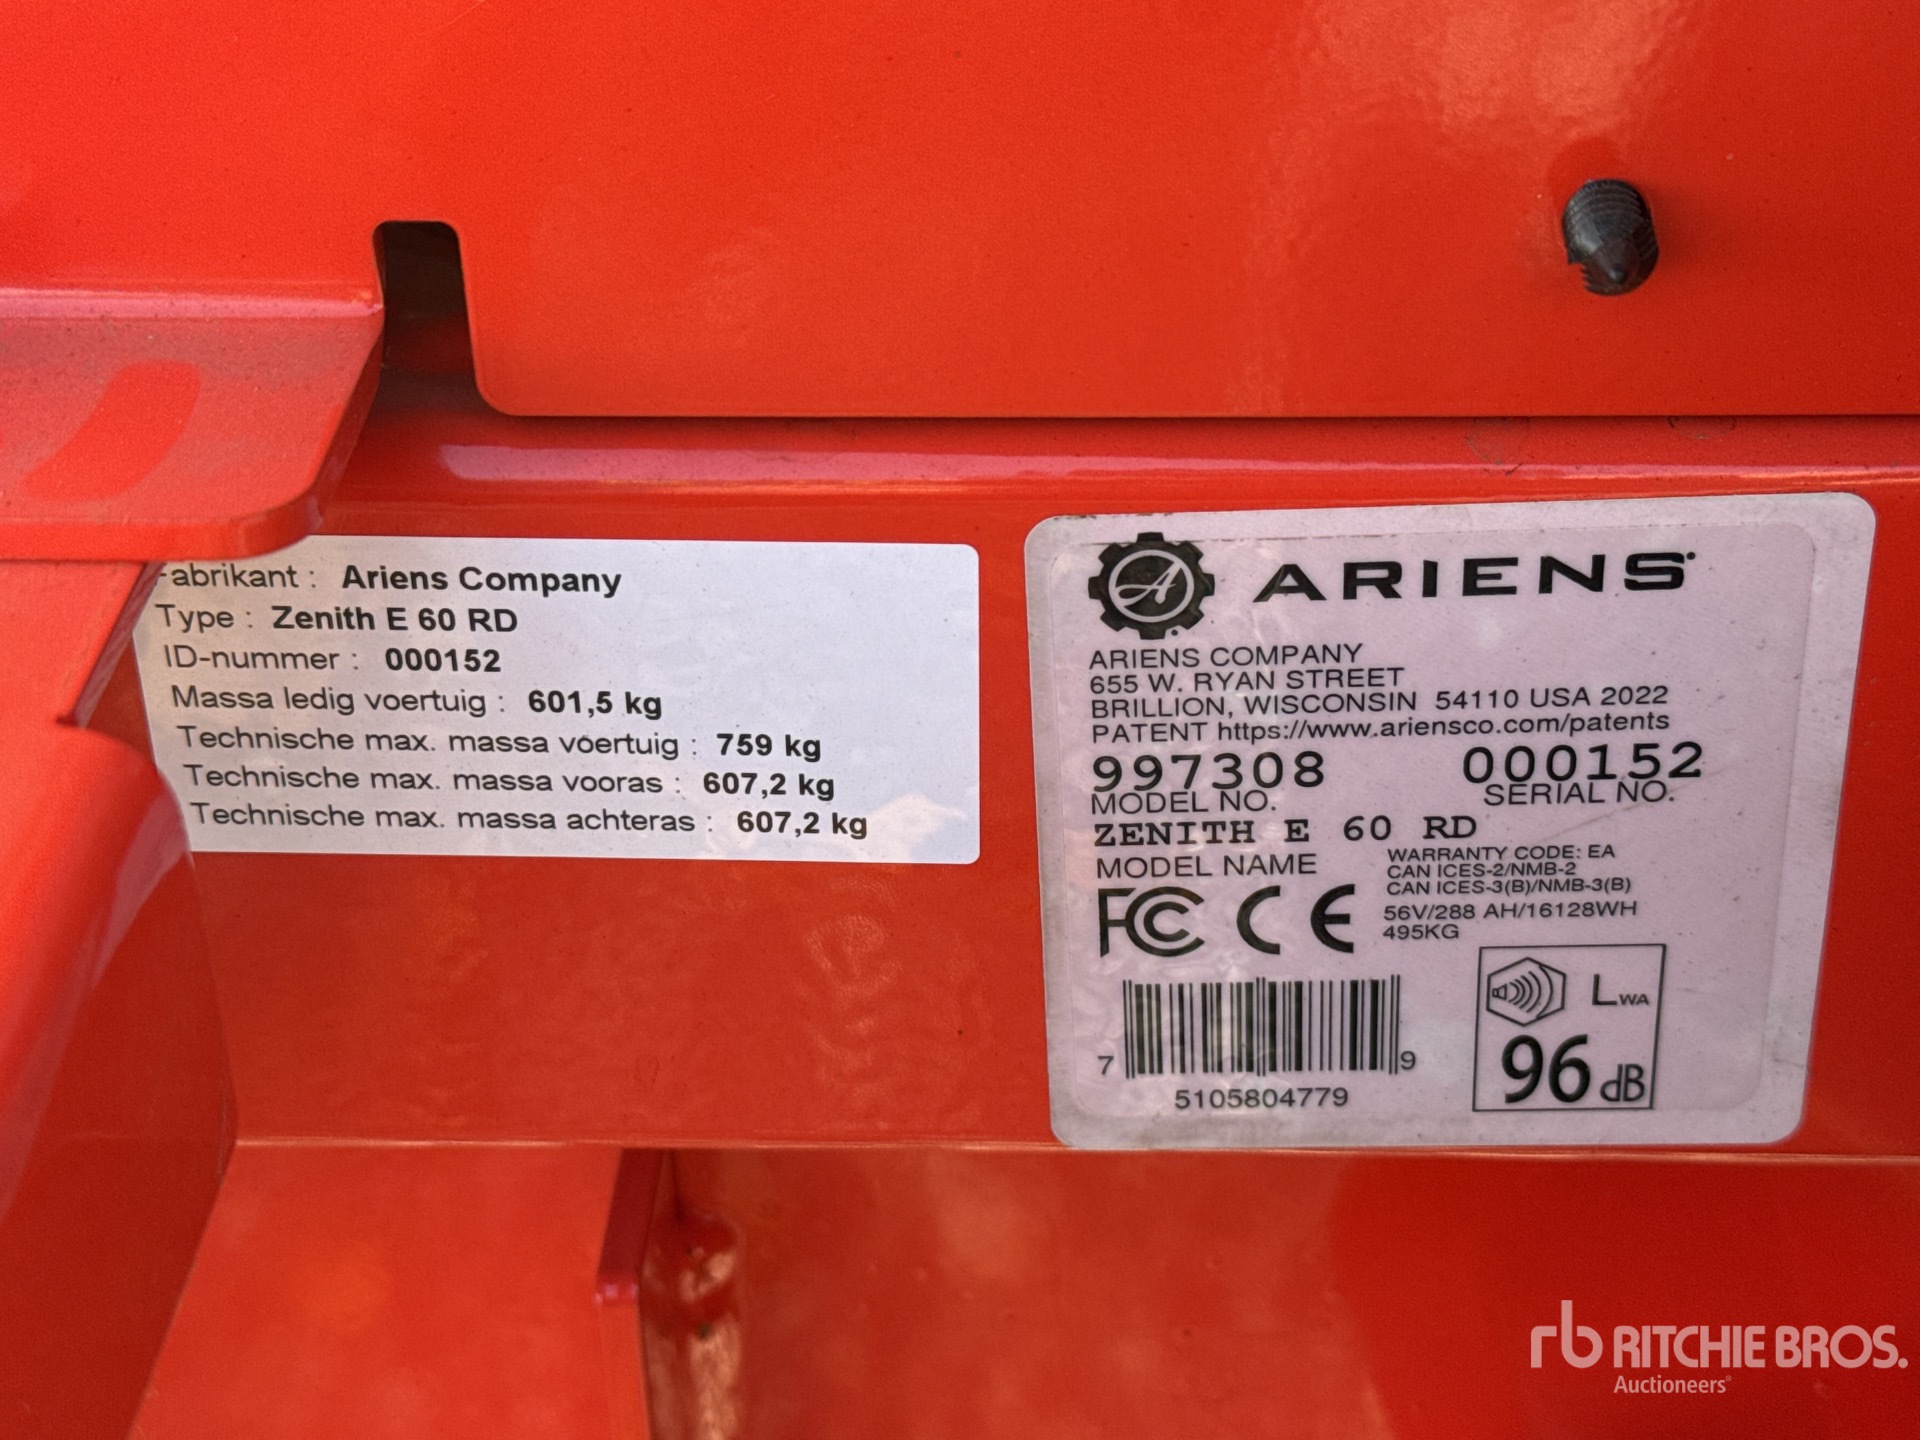 Fabrikant : Ariens Company
Type : Zenith E 60 RD
ID-nummer : 000152
Massa ledig voertuig : 601,5 kg
Technische max. massa voertuig : 759 kg
Technische max. massa vooras : 607,2 kg
Technische max. massa achteras : 607,2 kg
ARIENS
ARIENS COMPANY
655 W. RYAN STREET
BRILLION, WISCONSIN 54110 USA 2022
PATENT https://www.ariensco.com/patents
997308 000152
MODEL NO. SERIAL NO.
ZENITH E 60 RD
MODEL NAME
WARRANTY CODE: EA
CAN ICES-2/NMB-2
CAN ICES-3(B)/NMB-3(B)
56V/288 AH/16128WH
495KG
FC CE
LWA
96 dB
7 5105804779 9
rb RITCHIE BROS.
Auctioneers